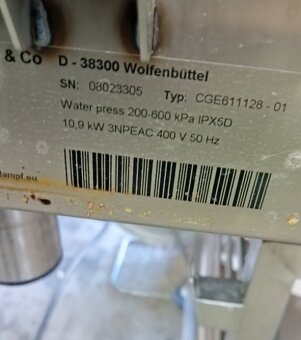 & Co D - 38300 Wolfenbüttel
SN: 08023305 Typ: CGE611128 - 01
Water press 200-600 kPa IPX5D
10,9 kW 3NPEAC 400 V 50 Hz
dampf.eu